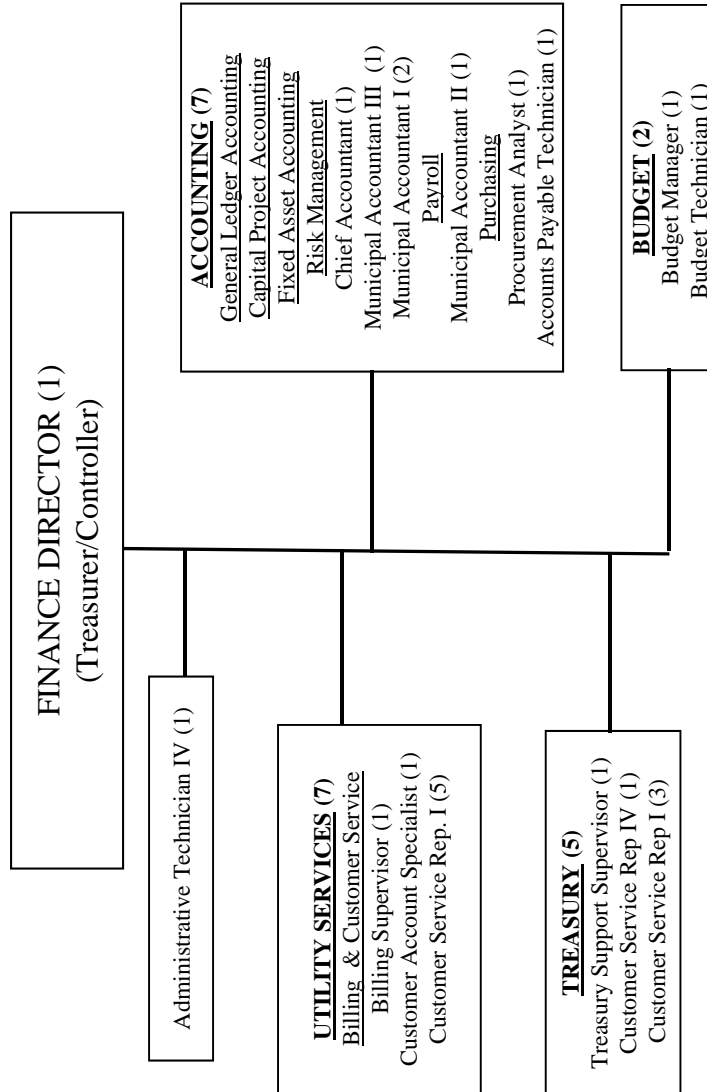 FINANCE DIRECTOR (1)
(Treasurer/Controller)
Administrative Technician IV (1)
UTILITY SERVICES (7)
Billing & Customer Service
Billing Supervisor (1)
Customer Account Specialist (1)
Customer Service Rep. I (5)
TREASURY (5)
Treasury Support Supervisor (1)
Customer Service Rep IV (1)
Customer Service Rep I (3)
ACCOUNTING (7)
General Ledger Accounting
Capital Project Accounting
Fixed Asset Accounting
Risk Management
Chief Accountant (1)
Municipal Accountant III (1)
Municipal Accountant I (2)
Payroll
Municipal Accountant II (1)
Purchasing
Procurement Analyst (1)
Accounts Payable Technician (1)
BUDGET (2)
Budget Manager (1)
Budget Technician (1)